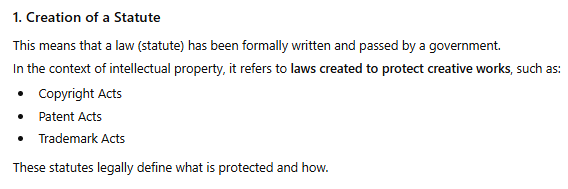 1. Creation of a Statute
This means that a law (statute) has been formally written and passed by a government.
In the context of intellectual property, it refers to laws created to protect creative works, such as:
• Copyright Acts
• Patent Acts
• Trademark Acts
These statutes legally define what is protected and how.